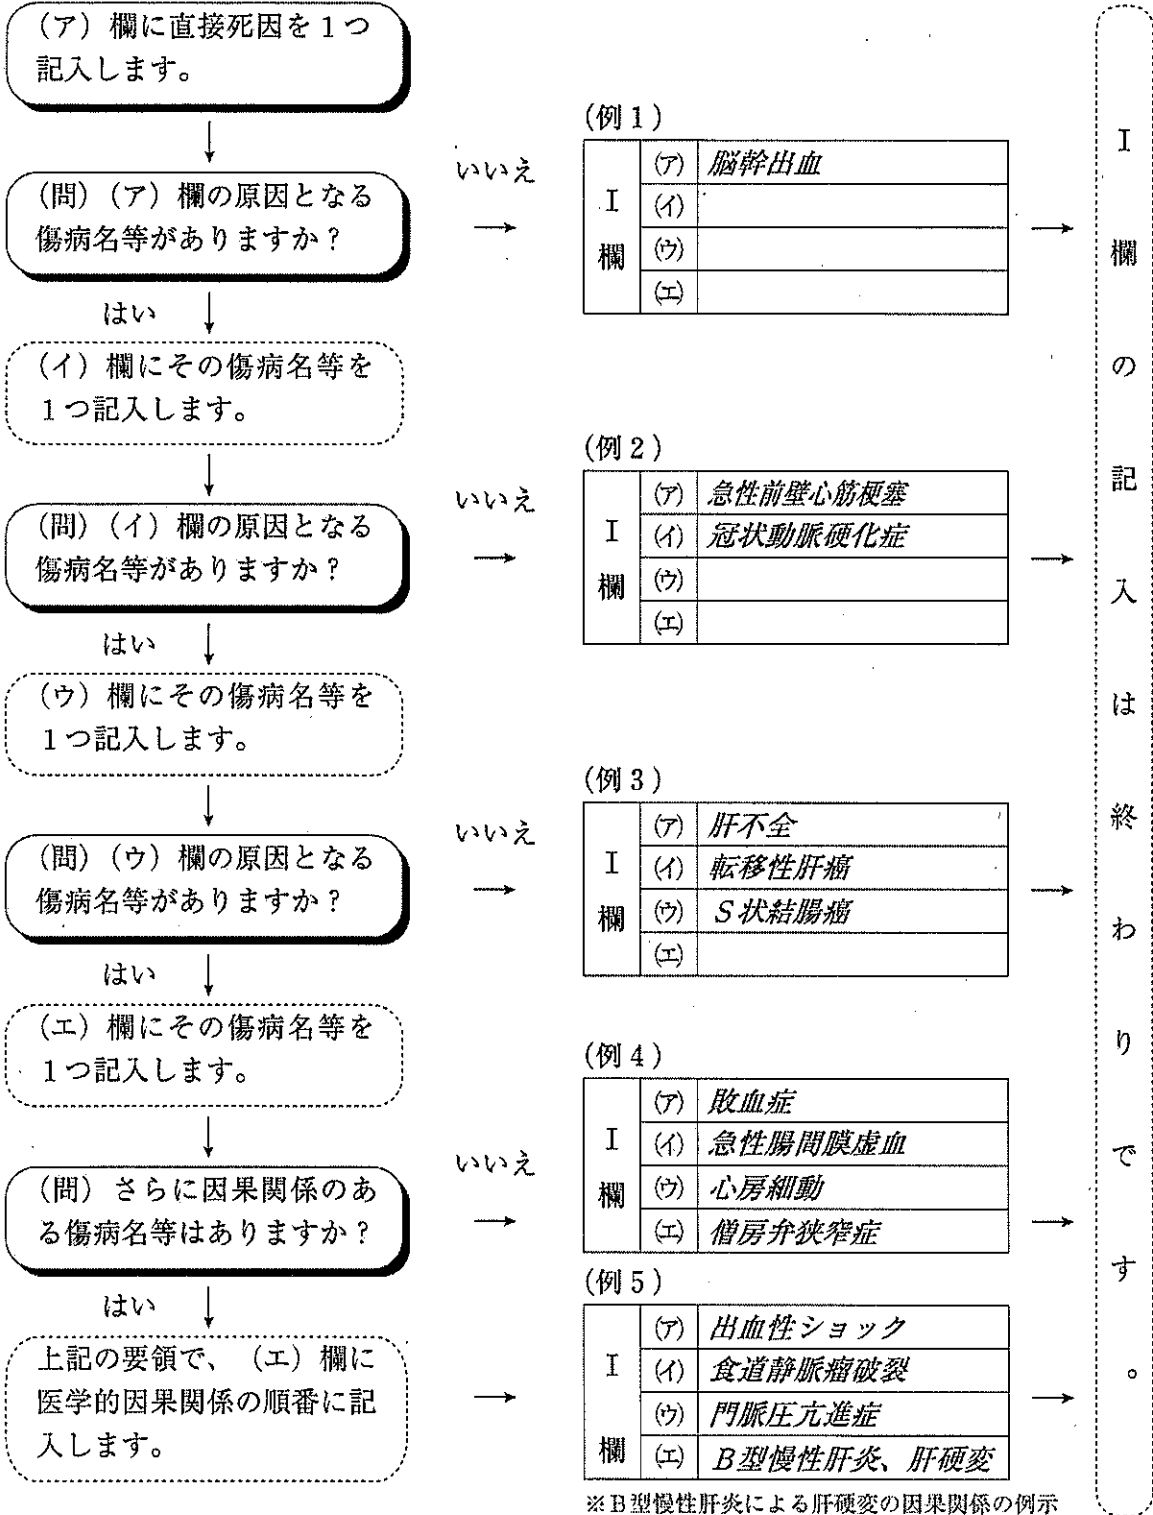 (ア) 欄に直接死因を1つ
記入します。
(問) (ア) 欄の原因となる
傷病名等がありますか?
はい
いいえ
(イ) 欄にその傷病名等を
1つ記入します。
(問) (イ) 欄の原因となる
傷病名等がありますか?
はい
いいえ
(ウ) 欄にその傷病名等を
1つ記入します。
(問) (ウ) 欄の原因となる
傷病名等がありますか?
はい
いいえ
(エ) 欄にその傷病名等を
1つ記入します。
(問) さらに因果関係のあ
る傷病名等はありますか?
はい
いいえ
上記の要領で、(エ) 欄に
医学的因果関係の順番に記
入します。
(例1)
I欄
(ア) 脳幹出血
(イ)
(ウ)
(エ)
(例2)
I欄
(ア) 急性前壁心筋梗塞
(イ) 冠状動脈硬化症
(ウ)
(エ)
(例3)
I欄
(ア) 肝不全
(イ) 転移性肝癌
(ウ) S状結腸癌
(エ)
(例4)
I欄
(ア) 敗血症
(イ) 急性腸間膜虚血
(ウ) 心房細動
(エ) 僧房弁狭窄症
(例5)
I欄
(ア) 出血性ショック
(イ) 食道静脈瘤破裂
(ウ) 門脈圧亢進症
(エ) B型慢性肝炎、肝硬変
※B型慢性肝炎による肝硬変の因果関係の例示
I欄の記入は終わりです。